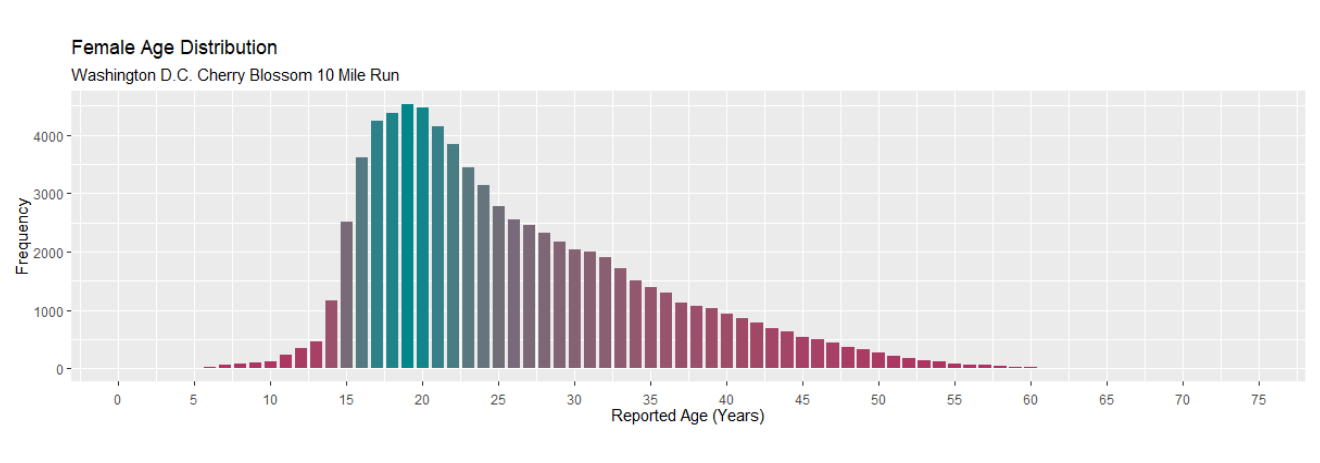 Female Age Distribution
Washington D.C. Cherry Blossom 10 Mile Run
Frequency
4000
3000
2000
1000
0
0 5 10 15 20 25 30 35 40 45 50 55 60 65 70 75
Reported Age (Years)